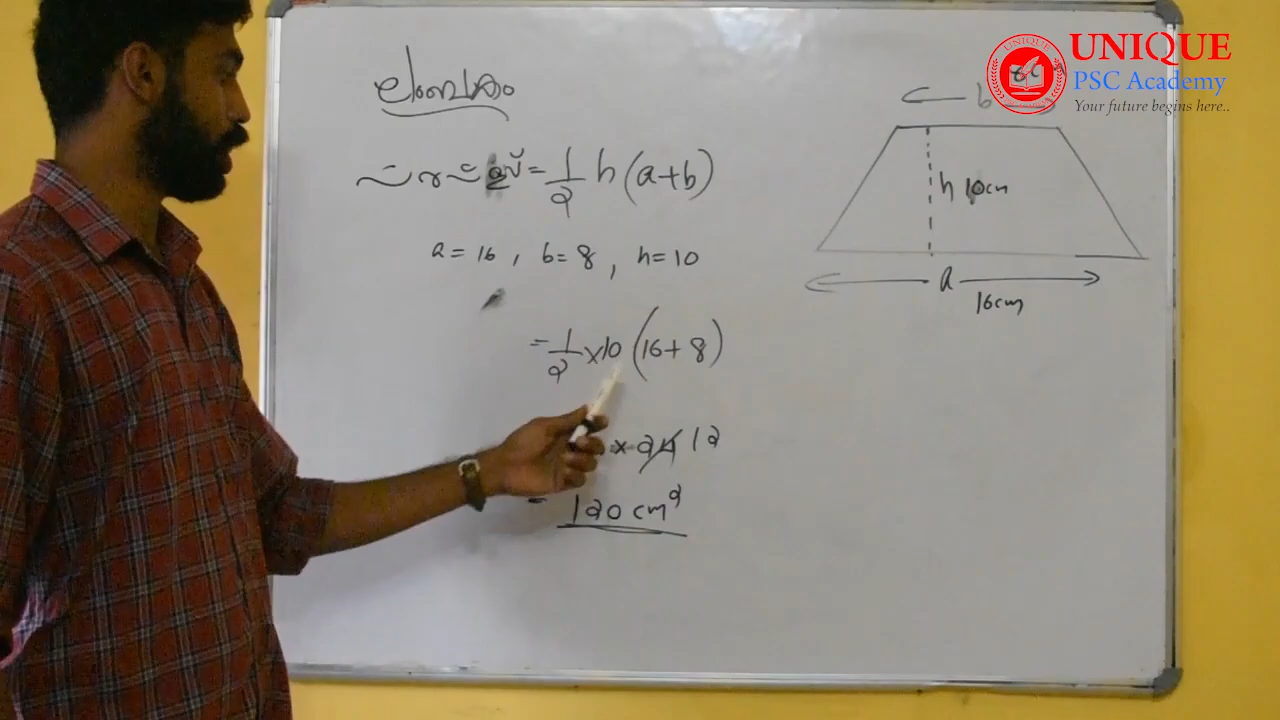 UNIQUE
PSC Academy
Your future begins here..
ലംബകം
= 1/2 h (a+b)
a = 16 , b = 8 , h = 10
= 1/2 × 10 (16 + 8)
× 24 12
= 120 cm²
b
h 10cm
a
16cm